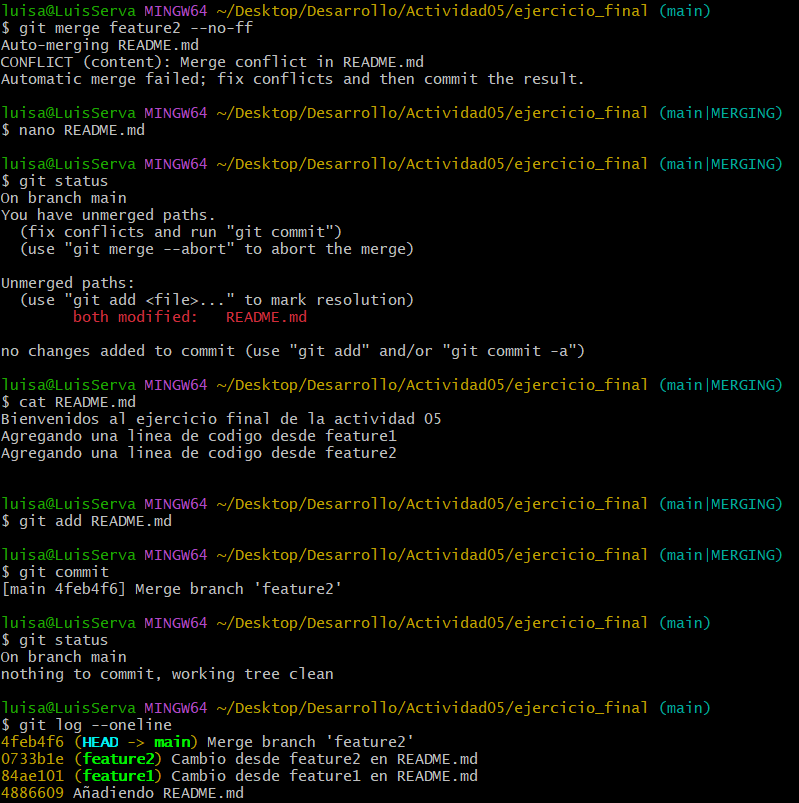 luisa@LuisServa MINGW64 ~/Desktop/Desarrollo/Actividad05/ejercicio_final (main)
$ git merge feature2 --no-ff
Auto-merging README.md
CONFLICT (content): Merge conflict in README.md
Automatic merge failed; fix conflicts and then commit the result.

luisa@LuisServa MINGW64 ~/Desktop/Desarrollo/Actividad05/ejercicio_final (main|MERGING)
$ nano README.md

luisa@LuisServa MINGW64 ~/Desktop/Desarrollo/Actividad05/ejercicio_final (main|MERGING)
$ git status
On branch main
You have unmerged paths.
  (fix conflicts and run "git commit")
  (use "git merge --abort" to abort the merge)

Unmerged paths:
  (use "git add <file>..." to mark resolution)
        both modified:   README.md

no changes added to commit (use "git add" and/or "git commit -a")

luisa@LuisServa MINGW64 ~/Desktop/Desarrollo/Actividad05/ejercicio_final (main|MERGING)
$ cat README.md
Bienvenidos al ejercicio final de la actividad 05
Agregando una linea de codigo desde feature1
Agregando una linea de codigo desde feature2

luisa@LuisServa MINGW64 ~/Desktop/Desarrollo/Actividad05/ejercicio_final (main|MERGING)
$ git add README.md

luisa@LuisServa MINGW64 ~/Desktop/Desarrollo/Actividad05/ejercicio_final (main|MERGING)
$ git commit
[main 4feb4f6] Merge branch 'feature2'

luisa@LuisServa MINGW64 ~/Desktop/Desarrollo/Actividad05/ejercicio_final (main)
$ git status
On branch main
nothing to commit, working tree clean

luisa@LuisServa MINGW64 ~/Desktop/Desarrollo/Actividad05/ejercicio_final (main)
$ git log --oneline
4feb4f6 (HEAD -> main) Merge branch 'feature2'
0733b1e (feature2) Cambio desde feature2 en README.md
84ae101 (feature1) Cambio desde feature1 en README.md
4886609 Añadiendo README.md